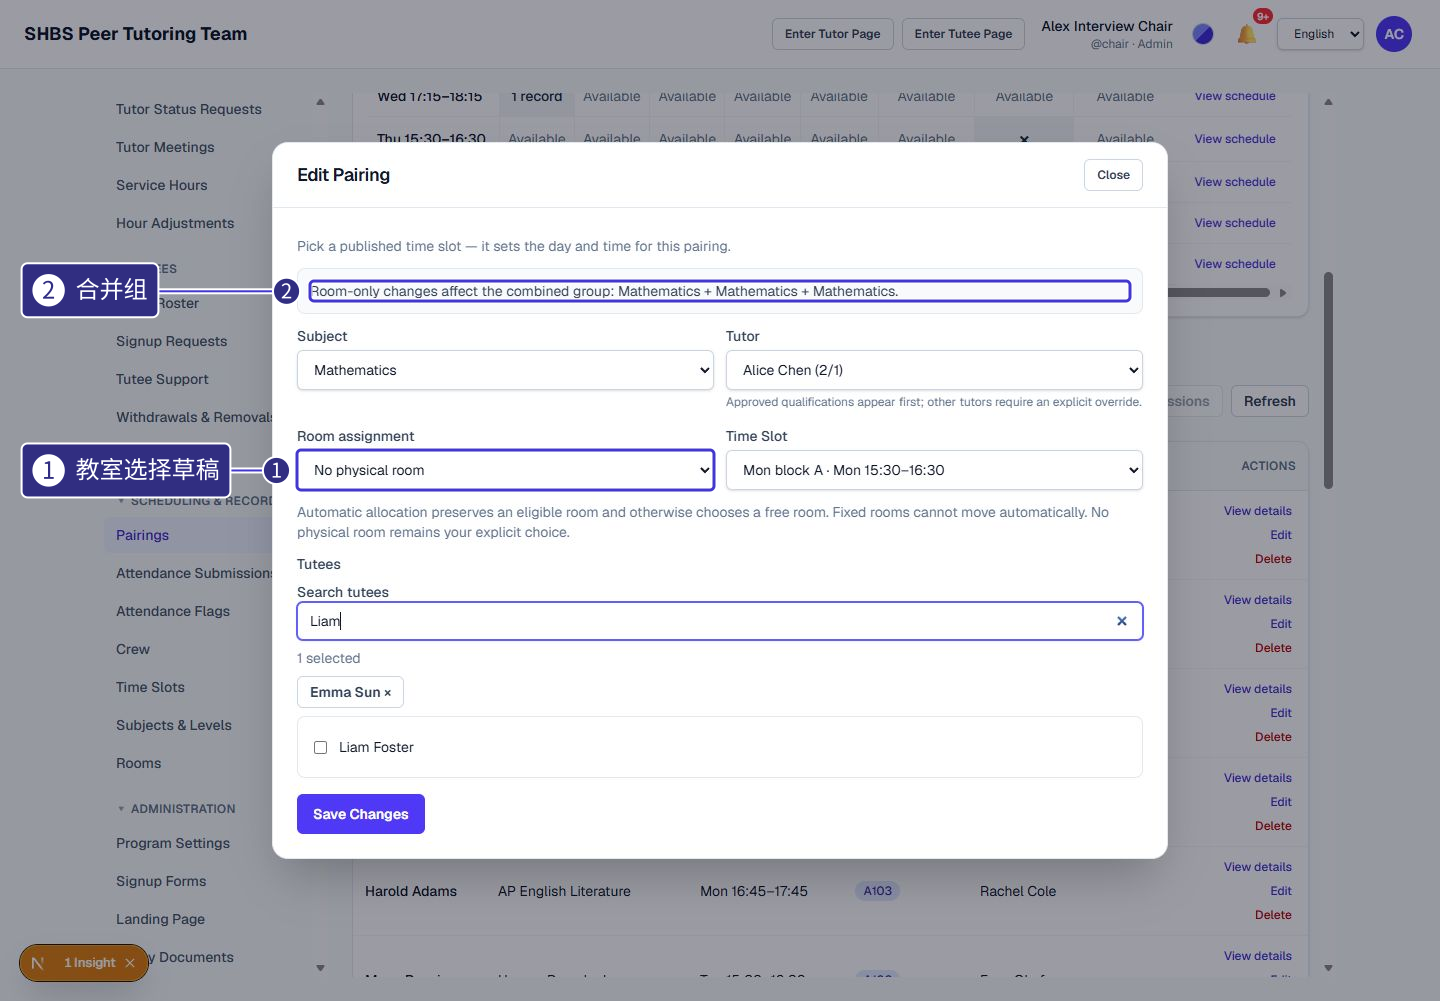 SHBS Peer Tutoring Team
Enter Tutor Page
Enter Tutee Page
Alex Interview Chair
@chair · Admin
9+
English
AC
Tutor Status Requests
Tutor Meetings
Service Hours
Hour Adjustments
EES
Roster
Signup Requests
Tutee Support
Withdrawals & Removals
SCHEDULING & RECORD
Pairings
Attendance Submissions
Attendance Flags
Crew
Time Slots
Subjects & Levels
Rooms
ADMINISTRATION
Program Settings
Signup Forms
Landing Page
y Documents
1 Insight ×
Wed 17:15–18:15 1 record Available Available Available Available Available Available Available View schedule
Thu 15:30–16:30 Available Available Available Available Available Available × Available View schedule
View schedule
View schedule
View schedule
Edit Pairing
Close
Pick a published time slot — it sets the day and time for this pairing.
2 合并组
2
Room-only changes affect the combined group: Mathematics + Mathematics + Mathematics.
Subject
Mathematics
Tutor
Alice Chen (2/1)
Approved qualifications appear first; other tutors require an explicit override.
1 教室选择草稿
1
Room assignment
No physical room
Time Slot
Mon block A · Mon 15:30–16:30
Automatic allocation preserves an eligible room and otherwise chooses a free room. Fixed rooms cannot move automatically. No
physical room remains your explicit choice.
Tutees
Search tutees
Liam
×
1 selected
Emma Sun ×
Liam Foster
Save Changes
ssions
Refresh
ACTIONS
View details
Edit
Delete
View details
Edit
Delete
View details
Edit
Delete
View details
Edit
Delete
Harold Adams AP English Literature Mon 16:45–17:45 A103 Rachel Cole
View details
Edit
Delete
View details